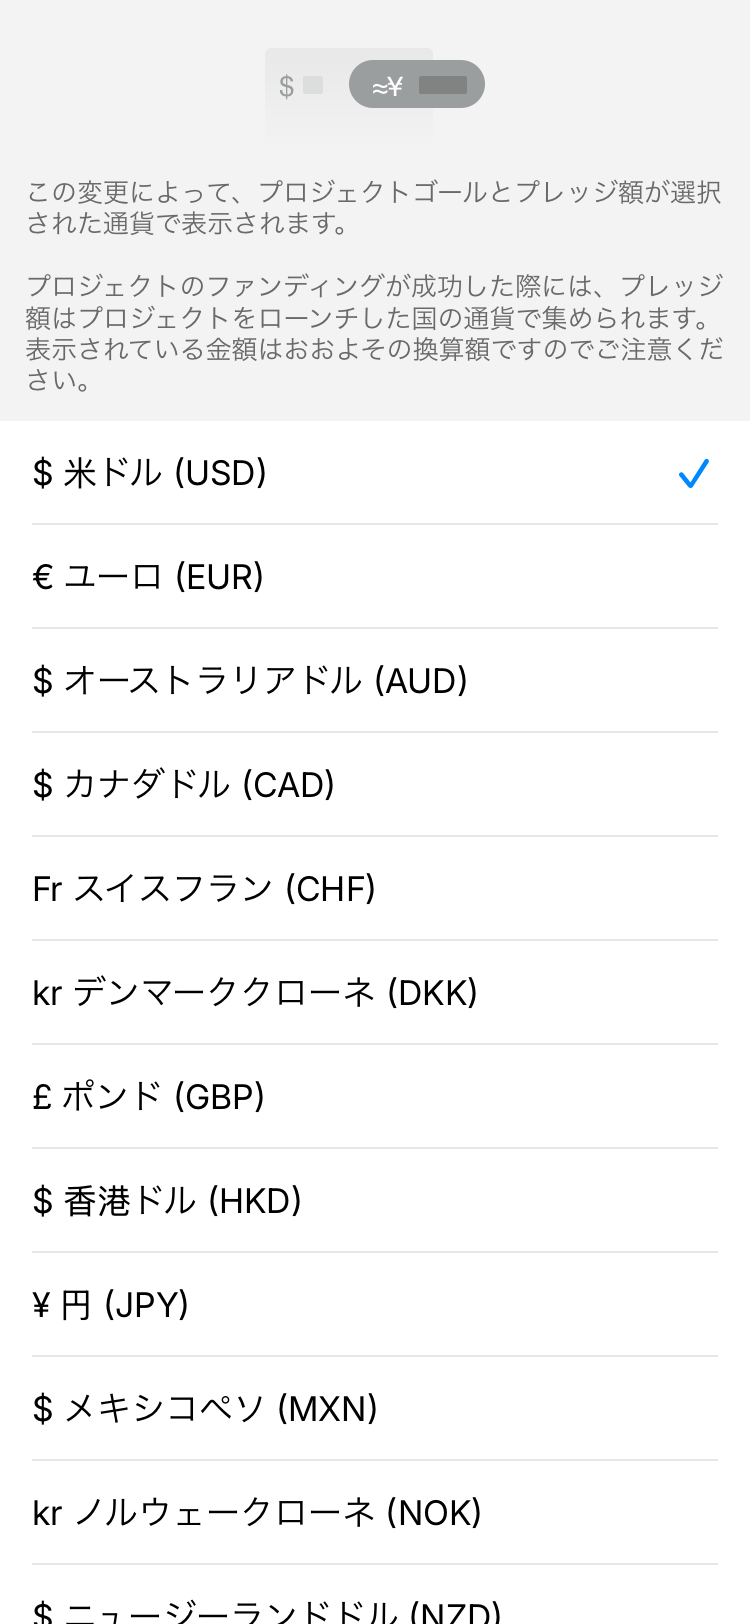 $ ≈¥
この変更によって、プロジェクトゴールとプレッジ額が選択
された通貨で表示されます。
プロジェクトのファンディングが成功した際には、プレッジ
額はプロジェクトをローンチした国の通貨で集められます。
表示されている金額はおおよその換算額ですのでご注意くだ
さい。
$ 米ドル (USD)
€ ユーロ (EUR)
$ オーストラリアドル (AUD)
$ カナダドル (CAD)
Fr スイスフラン (CHF)
kr デンマーククローネ (DKK)
£ ポンド (GBP)
$ 香港ドル (HKD)
¥ 円 (JPY)
$ メキシコペソ (MXN)
kr ノルウェークローネ (NOK)
$ ニュージーランドドル (NZD)